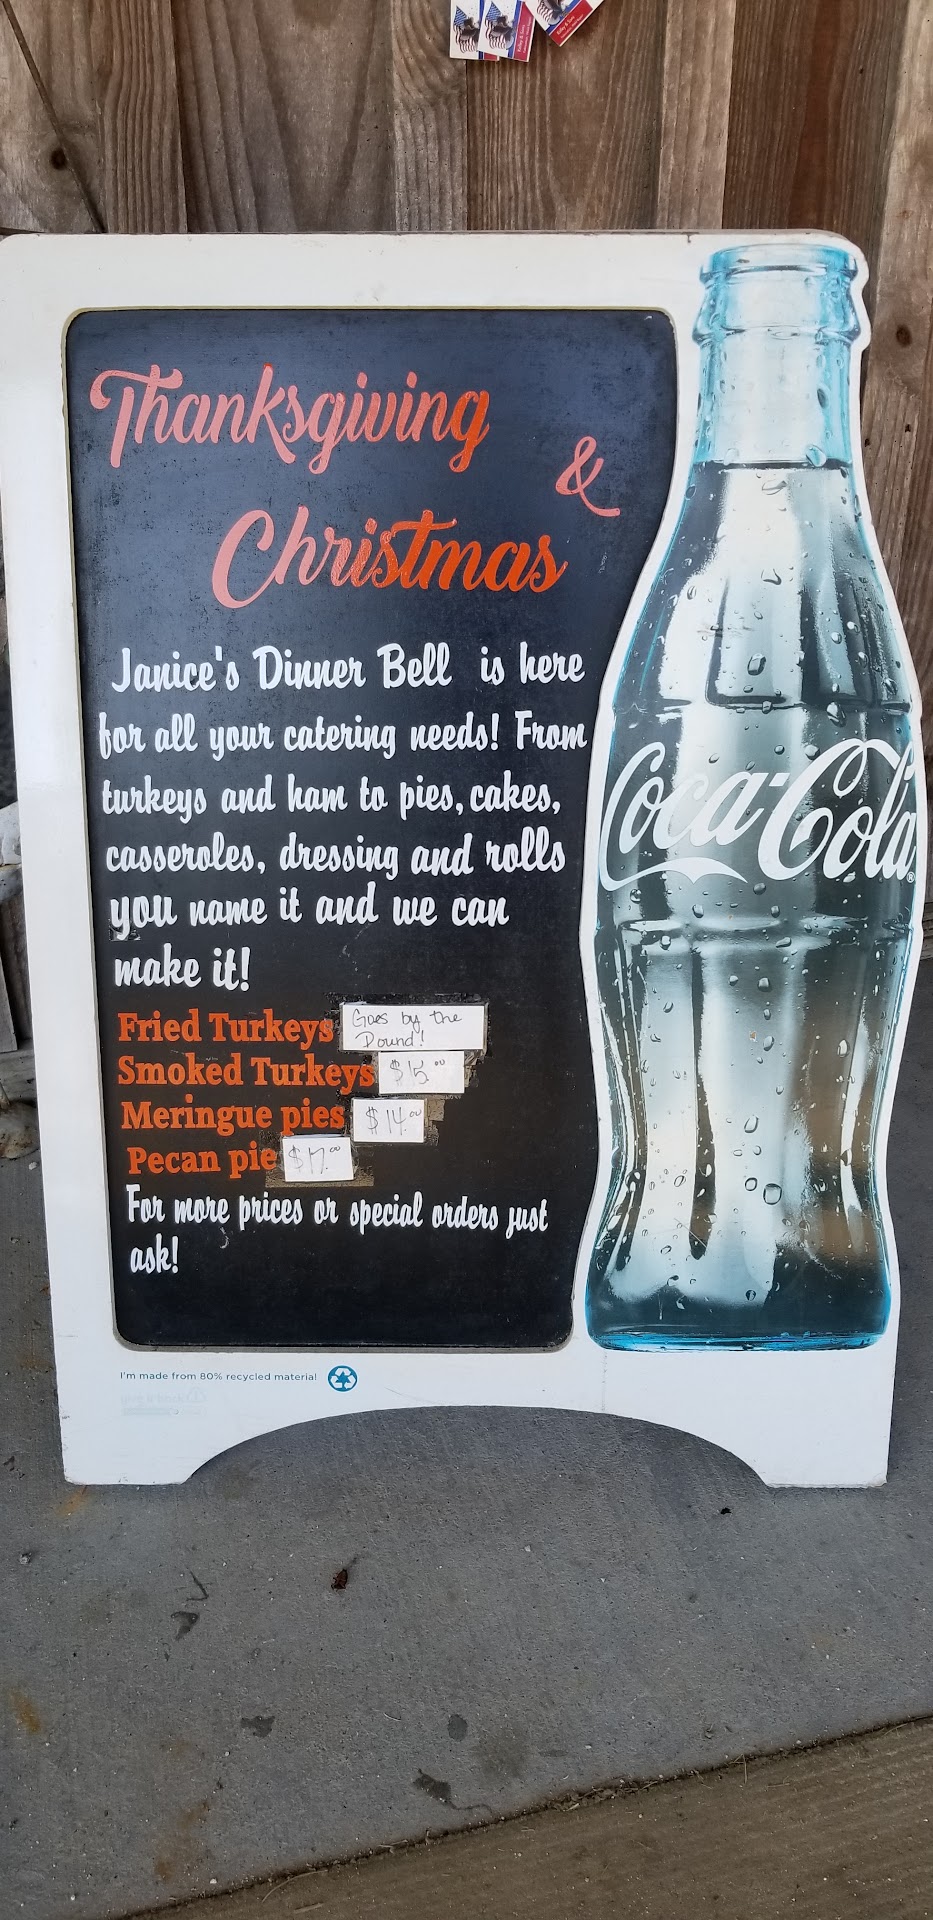 Thanksgiving
&
Christmas
Janice's Dinner Bell is here
for all your catering needs! From
turkeys and ham to pies, cakes,
casseroles, dressing and rolls
you name it and we can
make it!
Fried Turkeys Goes by the
Pound!
Smoked Turkeys $15.00
Meringue pies $14.00
Pecan pie $17.00
For more prices or special orders just
ask!
Coca-Cola®
I'm made from 80% recycled material!